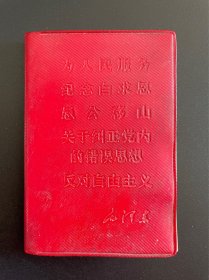 为人民服务
纪念白求恩
愚公移山
关于纠正党内
的错误思想
反对自由主义
毛泽东